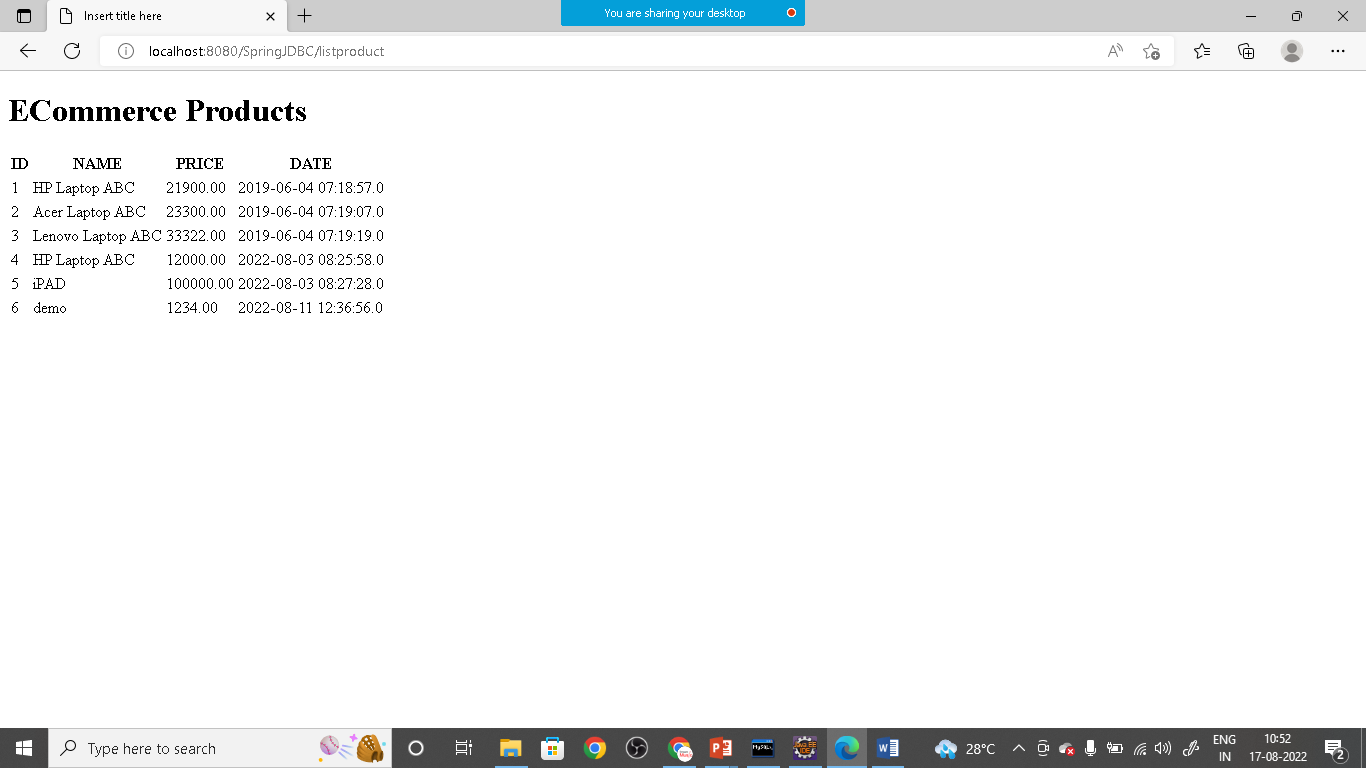 Insert title here
You are sharing your desktop
localhost:8080/SpringJDBC/listproduct
ECommerce Products
ID NAME PRICE DATE
1 HP Laptop ABC 21900.00 2019-06-04 07:18:57.0
2 Acer Laptop ABC 23300.00 2019-06-04 07:19:07.0
3 Lenovo Laptop ABC 33322.00 2019-06-04 07:19:19.0
4 HP Laptop ABC 12000.00 2022-08-03 08:25:58.0
5 iPAD 100000.00 2022-08-03 08:27:28.0
6 demo 1234.00 2022-08-11 12:36:56.0
Type here to search
28°C
ENG
IN
10:52
17-08-2022
2